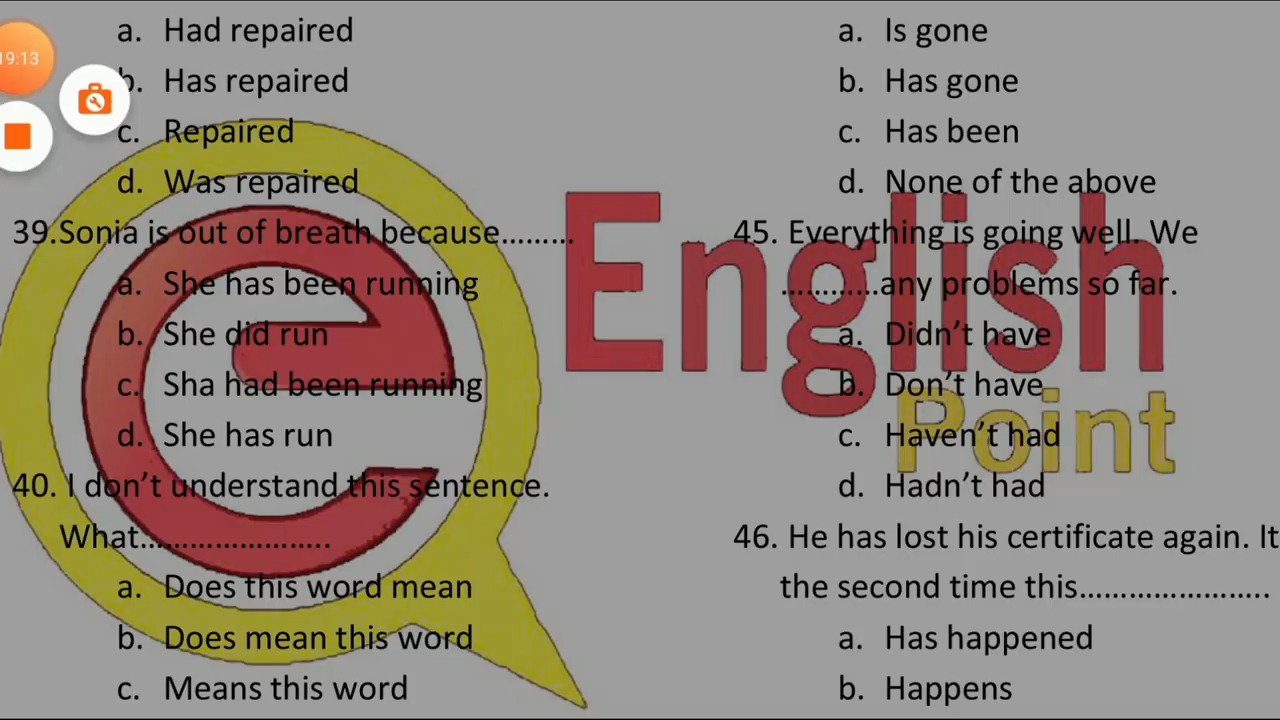 19:13
a. Had repaired
b. Has repaired
c. Repaired
d. Was repaired
39.Sonia is out of breath because.........
a. She has been running
b. She did run
c. Sha had been running
d. She has run
40. I don't understand this sentence.
What......................
a. Does this word mean
b. Does mean this word
c. Means this word
a. Is gone
b. Has gone
c. Has been
d. None of the above
45. Everything is going well. We
............any problems so far.
a. Didn't have
b. Don't have
c. Haven't had
d. Hadn't had
46. He has lost his certificate again. It
the second time this......................
a. Has happened
b. Happens
English
Point